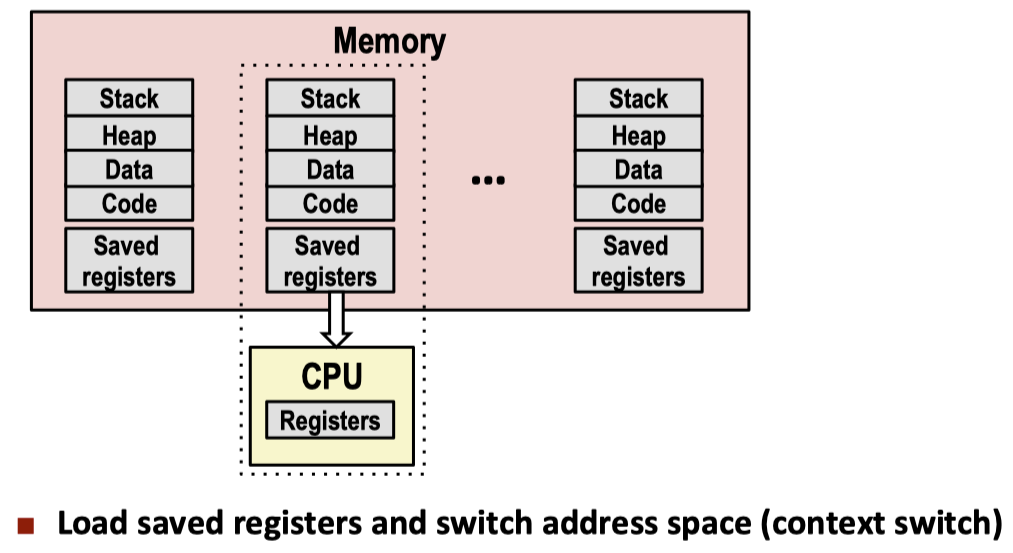 Memory
Stack Stack Stack
Heap Heap Heap
Data Data ... Data
Code Code Code
Saved Saved Saved
registers registers registers
CPU
Registers
■ Load saved registers and switch address space (context switch)